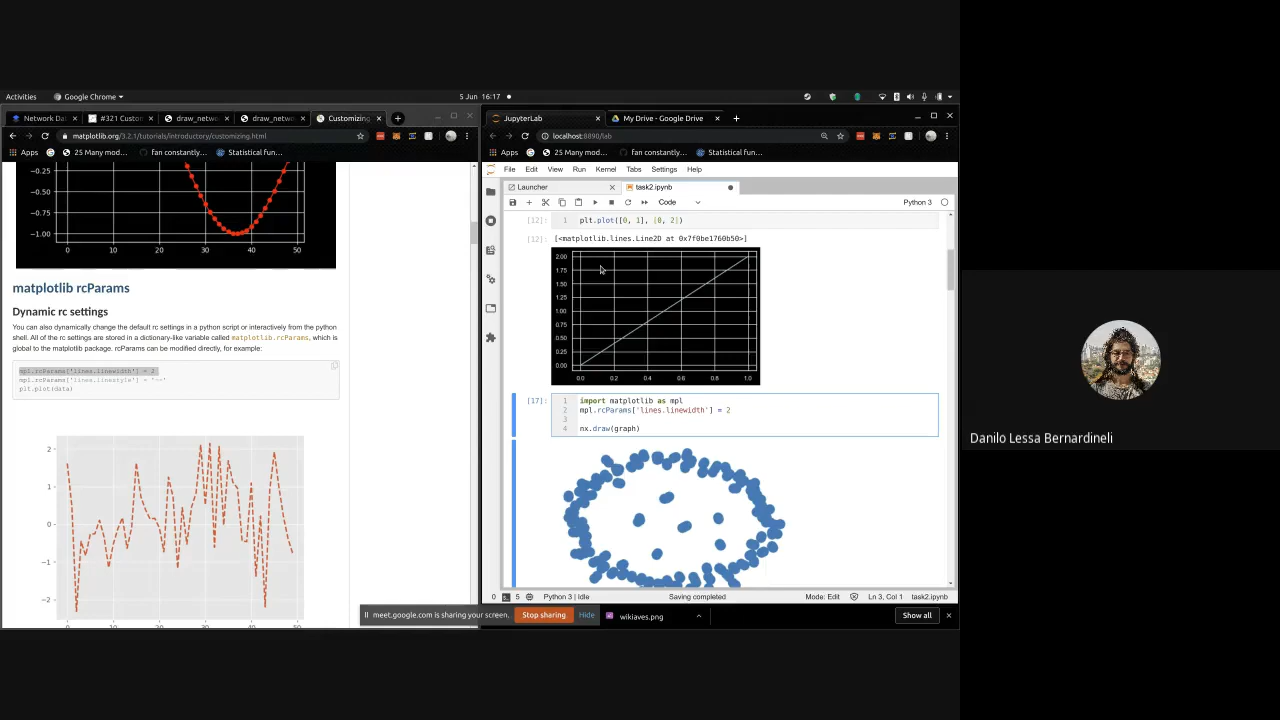 Activities
Google Chrome
5 Jun 16:17
Network Da
#321 Custom
draw_netwo
draw_netwo
Customizing
matplotlib.org/3.2.1/tutorials/introductory/customizing.html
Apps
25 Many mod...
fan constantly...
Statistical fun...
−0.25
−0.50
−0.75
−1.00
0
10
20
30
40
50
matplotlib rcParams
Dynamic rc settings
You can also dynamically change the default rc settings in a python script or interactively from the python
shell. All of the rc settings are stored in a dictionary-like variable called matplotlib.rcParams, which is
global to the matplotlib package. rcParams can be modified directly, for example:
mpl.rcParams['lines.linewidth'] = 2
mpl.rcParams['lines.linestyle'] = '--'
plt.plot(data)
2
1
0
−1
−2
0
10
20
30
40
50
JupyterLab
My Drive - Google Drive
localhost:8890/lab
Apps
25 Many mod...
fan constantly...
Statistical fun...
File Edit View Run Kernel Tabs Settings Help
Launcher
task2.ipynb
Code
Python 3
[12]:
1 plt.plot([0, 1], [0, 2])
[12]: [<matplotlib.lines.Line2D at 0x7f0be1760b50>]
2.00
1.75
1.50
1.25
1.00
0.75
0.50
0.25
0.00
0.0
0.2
0.4
0.6
0.8
1.0
[17]:
1 import matplotlib as mpl
2 mpl.rcParams['lines.linewidth'] = 2
3
4 nx.draw(graph)
0
5
Python 3 | Idle
Saving completed
Mode: Edit
Ln 3, Col 1
task2.ipynb
meet.google.com is sharing your screen.
Stop sharing
Hide
wikiaves.png
Show all
Danilo Lessa Bernardineli